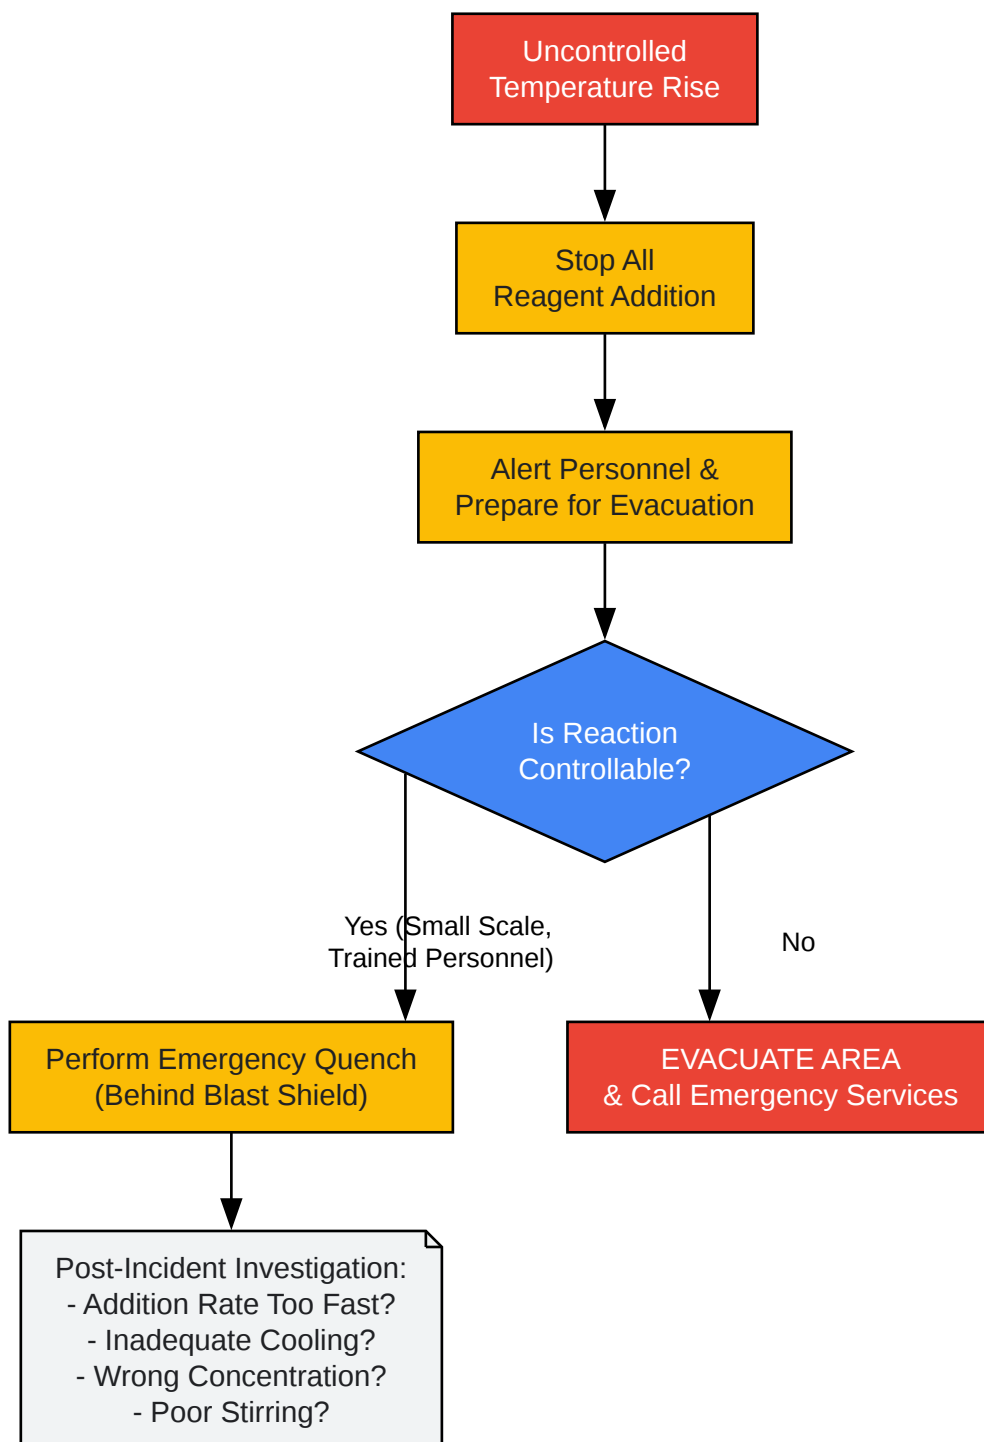 Uncontrolled
Temperature Rise
Stop All
Reagent Addition
Alert Personnel &
Prepare for Evacuation
Is Reaction
Controllable?
Yes (Small Scale,
Trained Personnel)
No
Perform Emergency Quench
(Behind Blast Shield)
EVACUATE AREA
& Call Emergency Services
Post-Incident Investigation:
- Addition Rate Too Fast?
- Inadequate Cooling?
- Wrong Concentration?
- Poor Stirring?